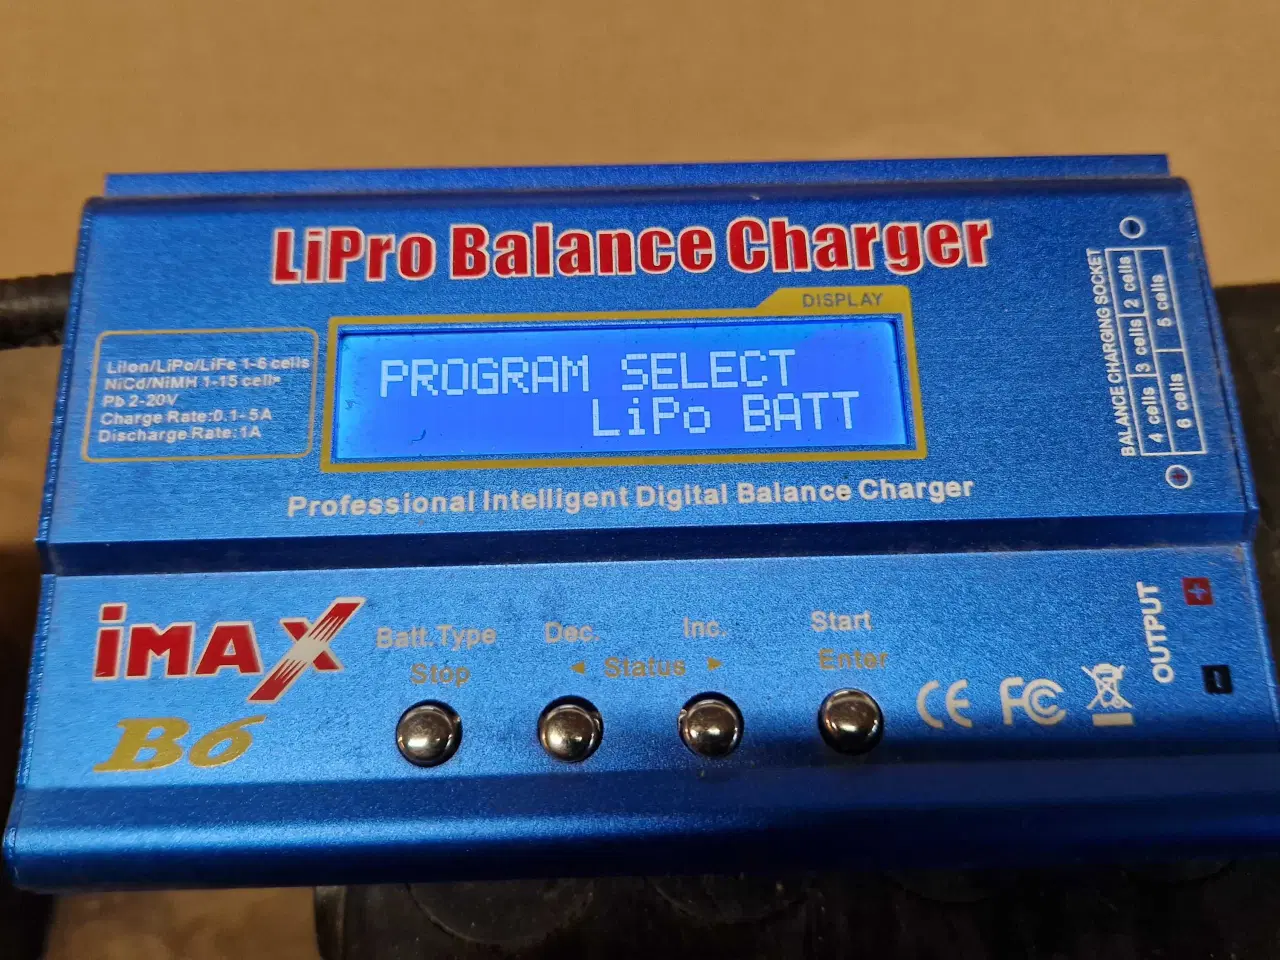 LiPro Balance Charger
DISPLAY
PROGRAM SELECT
LiPo BATT
LiIon/LiPo/LiFe 1-6 cells
NiCd/NiMH 1-15 cells
Pb 2-20V
Charge Rate:0.1-5A
Discharge Rate:1A
Professional Intelligent Digital Balance Charger
BALANCE CHARGING SOCKET
2 cells
3 cells
4 cells
5 cells
6 cells
iMAX
B6
Batt.Type
Stop
Dec.
Inc.
◄ Status ►
Start
Enter
CE FC
OUTPUT
+
-